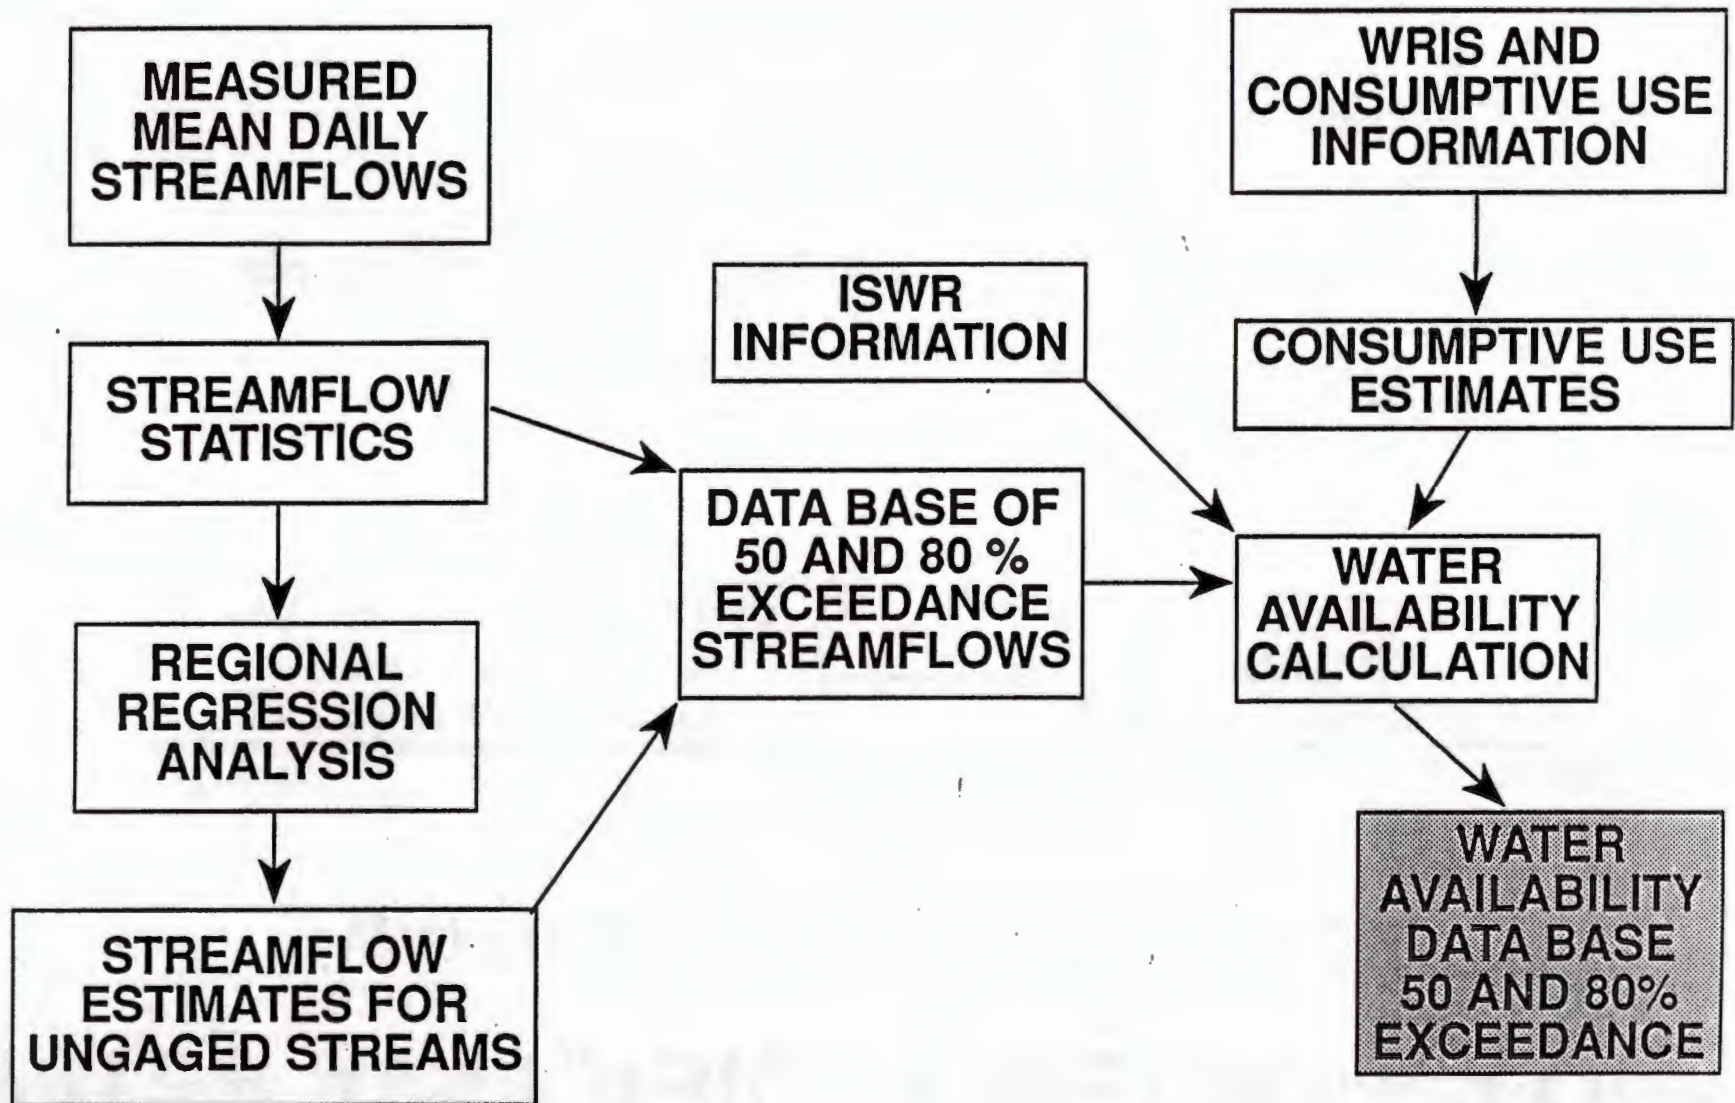 MEASURED
MEAN DAILY
STREAMFLOWS
STREAMFLOW
STATISTICS
REGIONAL
REGRESSION
ANALYSIS
STREAMFLOW
ESTIMATES FOR
UNGAGED STREAMS
ISWR
INFORMATION
DATA BASE OF
50 AND 80 %
EXCEEDANCE
STREAMFLOWS
WRIS AND
CONSUMPTIVE USE
INFORMATION
CONSUMPTIVE USE
ESTIMATES
WATER
AVAILABILITY
CALCULATION
WATER
AVAILABILITY
DATA BASE
50 AND 80%
EXCEEDANCE